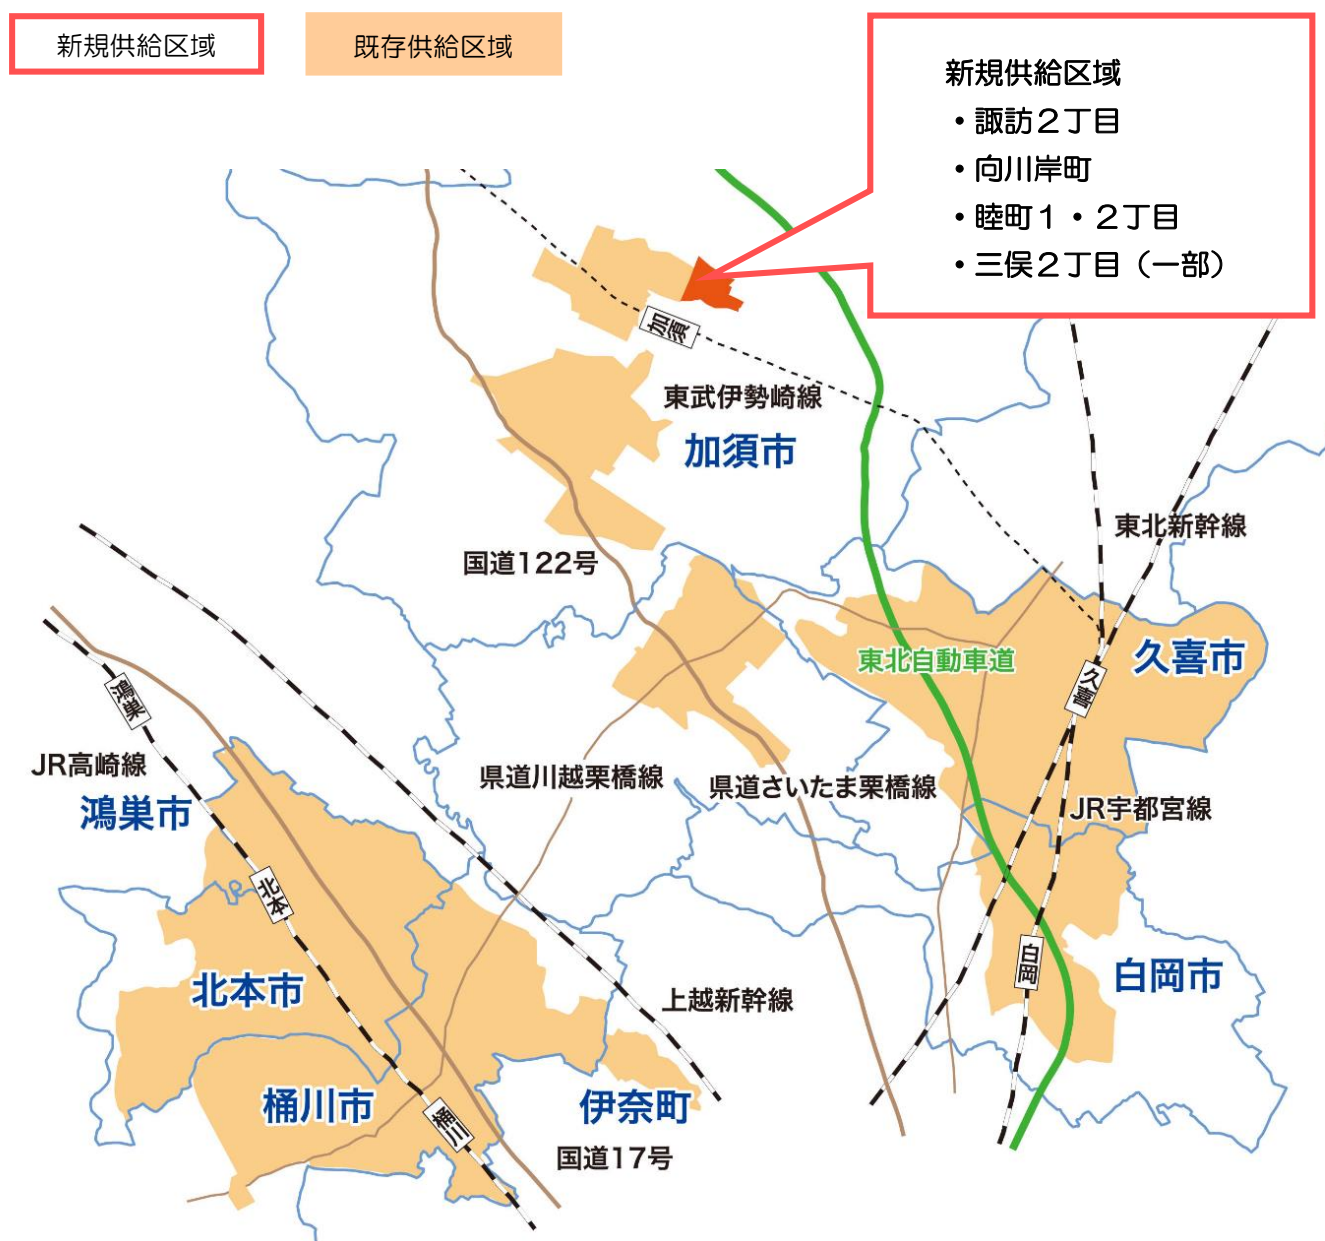 新規供給区域
既存供給区域
新規供給区域
・諏訪２丁目
・向川岸町
・睦町１・２丁目
・三俣２丁目（一部）
加須
東武伊勢崎線
加須市
東北新幹線
国道122号
東北自動車道
久喜市
久喜
鴻巣
JR高崎線
鴻巣市
県道川越栗橋線
県道さいたま栗橋線
JR宇都宮線
北本
北本市
白岡
白岡市
上越新幹線
桶川市
桶川
伊奈町
国道17号